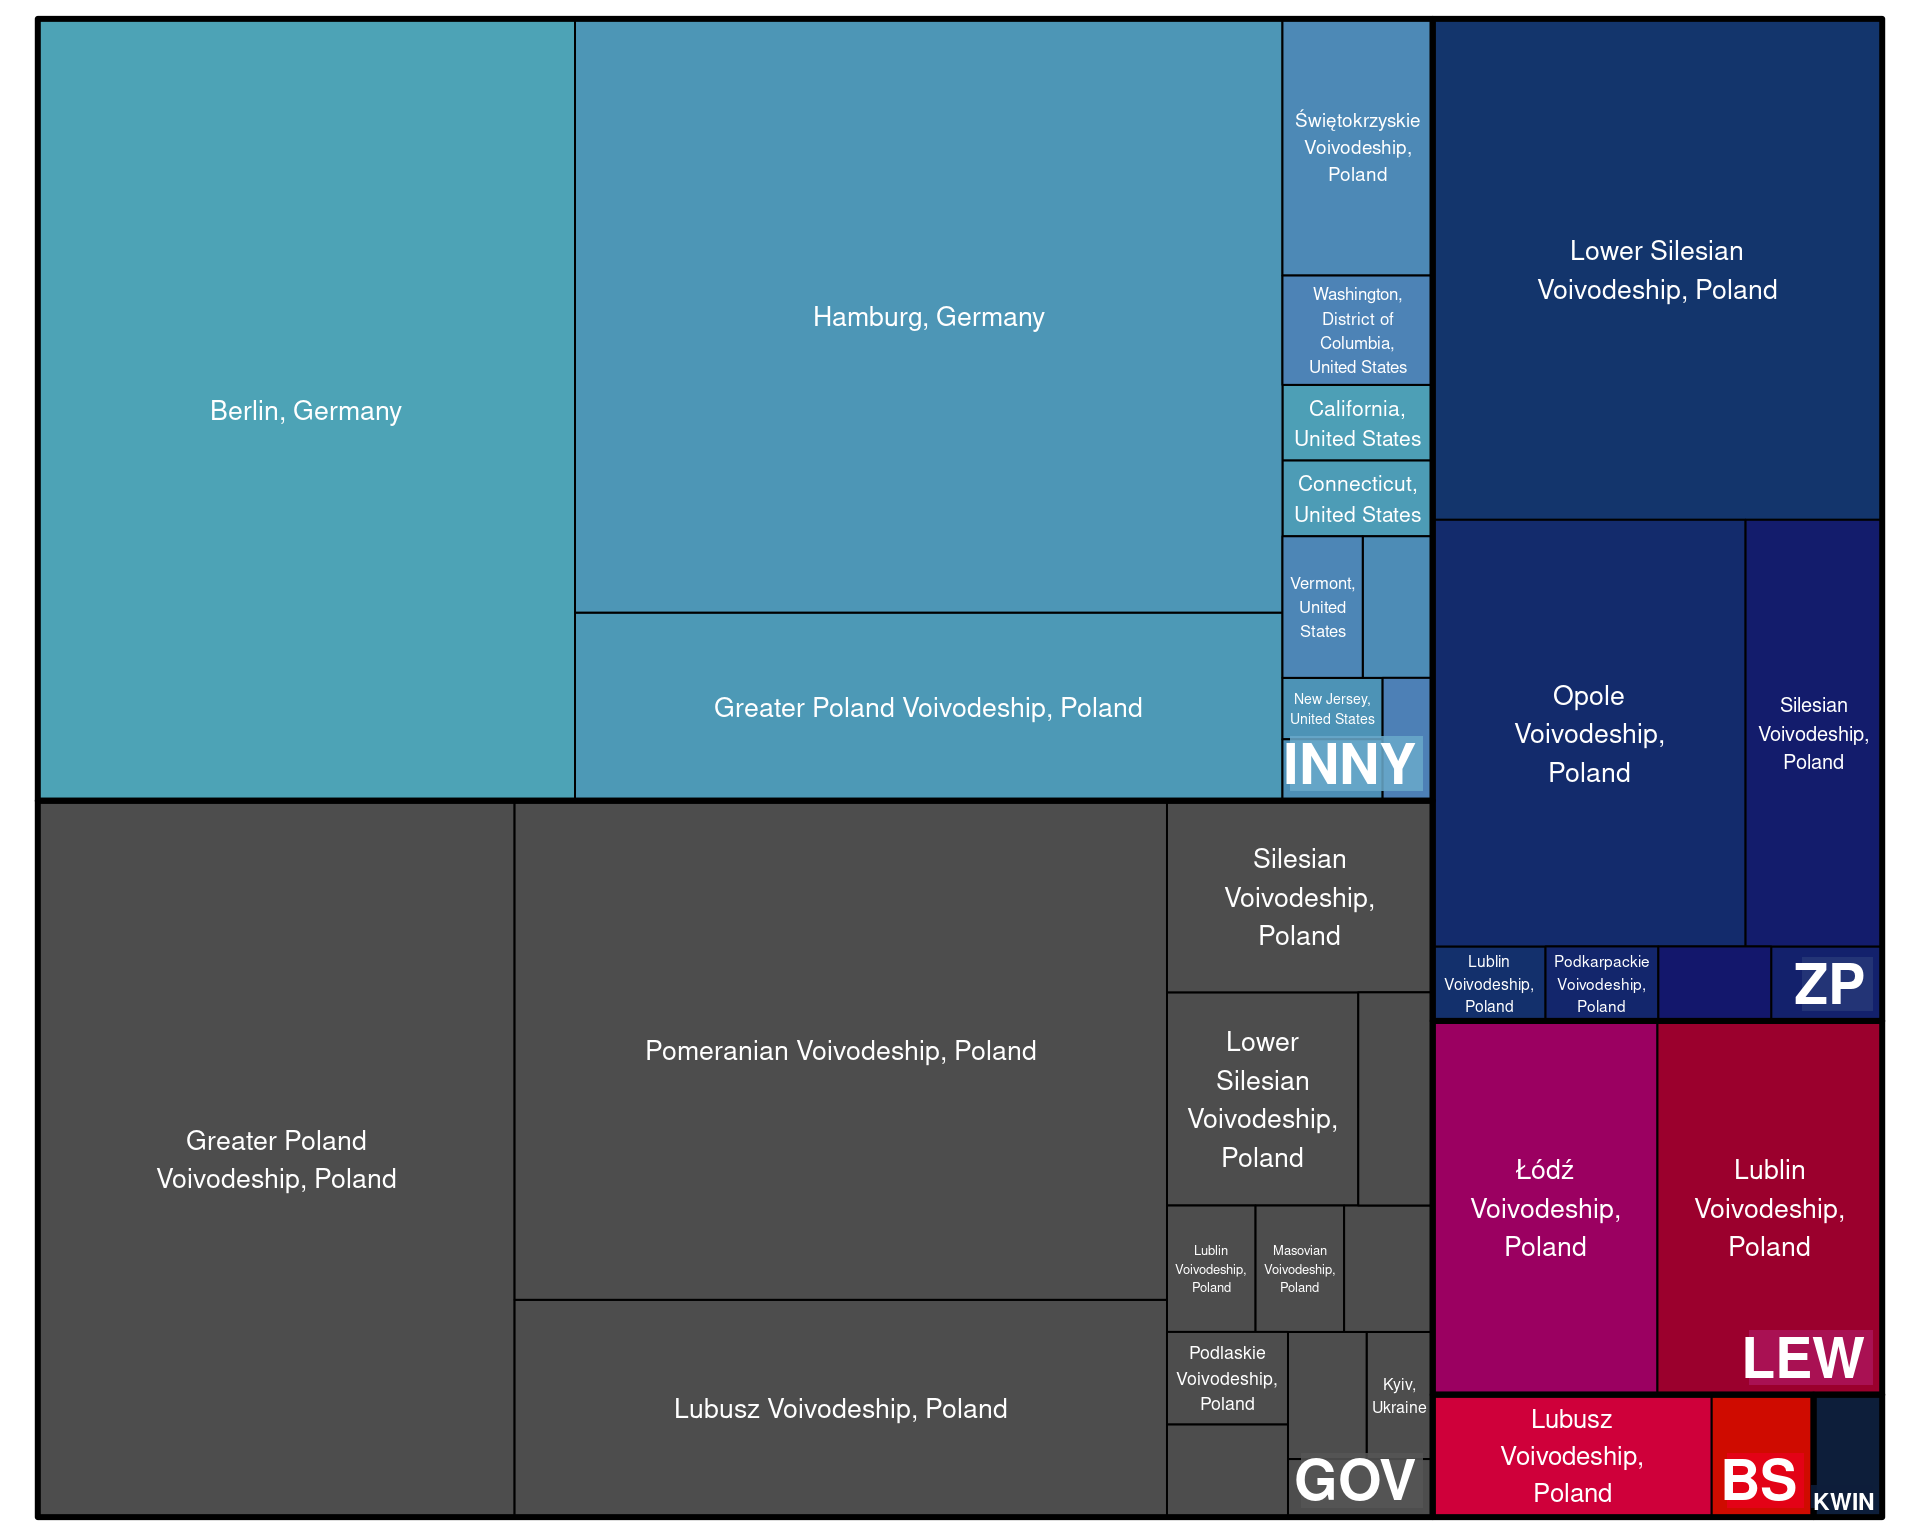 Berlin, Germany
Hamburg, Germany
Greater Poland Voivodeship, Poland
Świętokrzyskie
Voivodeship,
Poland
Washington,
District of
Columbia,
United States
California,
United States
Connecticut,
United States
Vermont,
United
States
New Jersey,
United States
INNY
Greater Poland
Voivodeship, Poland
Pomeranian Voivodeship, Poland
Lubusz Voivodeship, Poland
Silesian
Voivodeship,
Poland
Lower
Silesian
Voivodeship,
Poland
Lublin
Voivodeship,
Poland
Masovian
Voivodeship,
Poland
Podlaskie
Voivodeship,
Poland
Kyiv,
Ukraine
GOV
Lower Silesian
Voivodeship, Poland
Opole
Voivodeship,
Poland
Silesian
Voivodeship,
Poland
Lublin
Voivodeship,
Poland
Podkarpackie
Voivodeship,
Poland
ZP
Łódź
Voivodeship,
Poland
Lublin
Voivodeship,
Poland
LEW
Lubusz
Voivodeship,
Poland
BS
KWIN